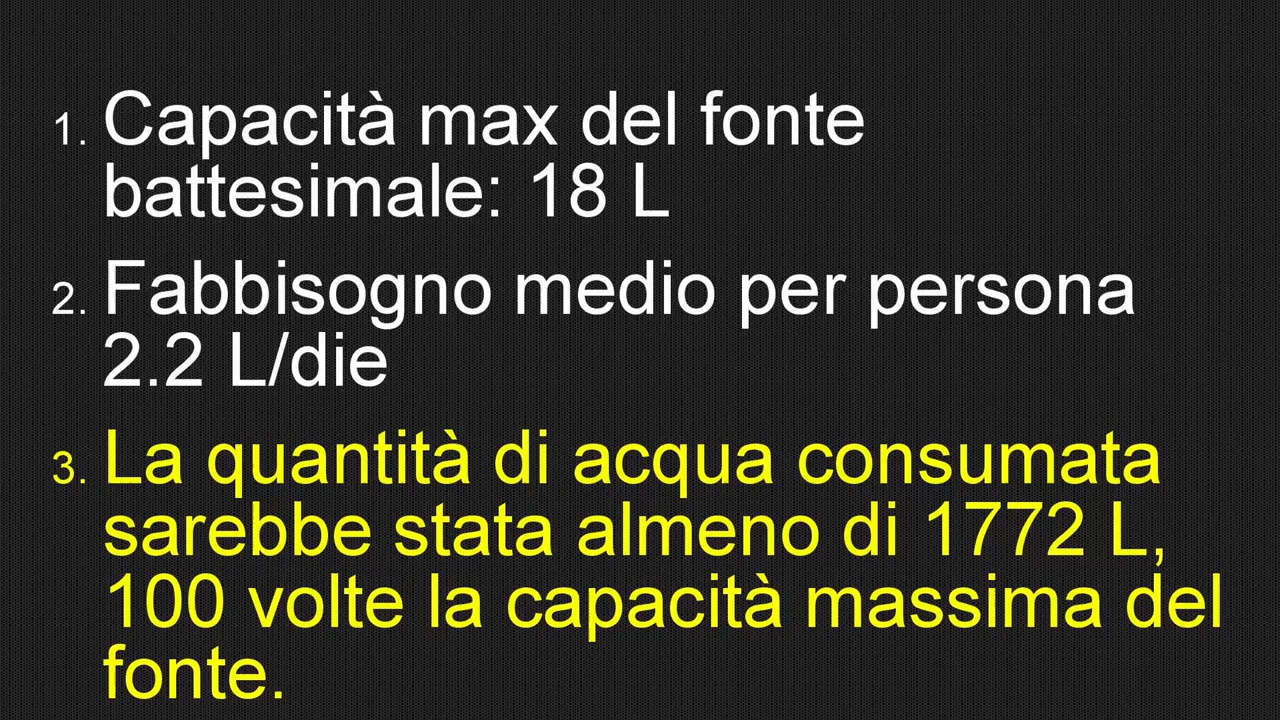 1. Capacità max del fonte
battesimale: 18 L
2. Fabbisogno medio per persona
2.2 L/die
3. La quantità di acqua consumata
sarebbe stata almeno di 1772 L,
100 volte la capacità massima del
fonte.